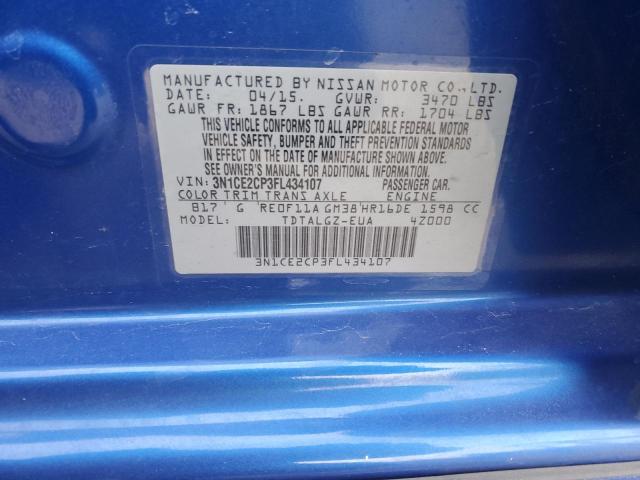 MANUFACTURED BY NISSAN MOTOR CO., LTD.
DATE: 04/15. GVWR: 3470 LBS
GAWR FR: 1867 LBS GAWR RR: 1704 LBS
THIS VEHICLE CONFORMS TO ALL APPLICABLE FEDERAL MOTOR
VEHICLE SAFETY, BUMPER AND THEFT PREVENTION STANDARDS
IN EFFECT ON THE DATE OF MANUFACTURE SHOWN ABOVE.
SEE OWNER'S MANUAL FOR ADDITIONAL INFORMATION.
VIN: 3N1CE2CP3FL434107 PASSENGER CAR.
COLOR TRIM TRANS AXLE ENGINE
B17 G RE0F11A GM38 HR16DE 1598 CC
MODEL: TDTALGZ-EUA 4Z000
3N1CE2CP3FL434107